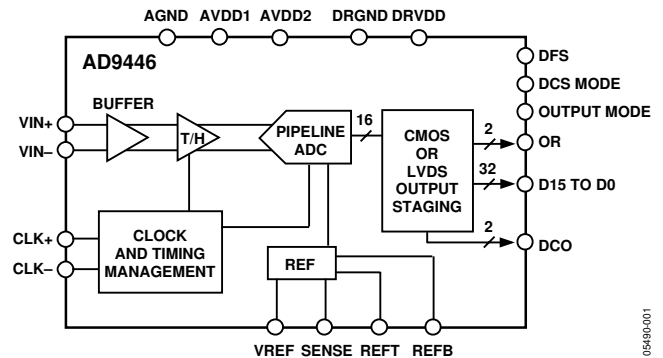 AGND AVDD1 AVDD2 DRGND DRVDD
AD9446
DFS
DCS MODE
OUTPUT MODE
BUFFER
VIN+
VIN–
T/H
PIPELINE
ADC
16
CMOS
OR
LVDS
OUTPUT
STAGING
2
OR
32
D15 TO D0
2
DCO
CLK+
CLK–
CLOCK
AND TIMING
MANAGEMENT
REF
VREF SENSE REFT REFB
05490-001